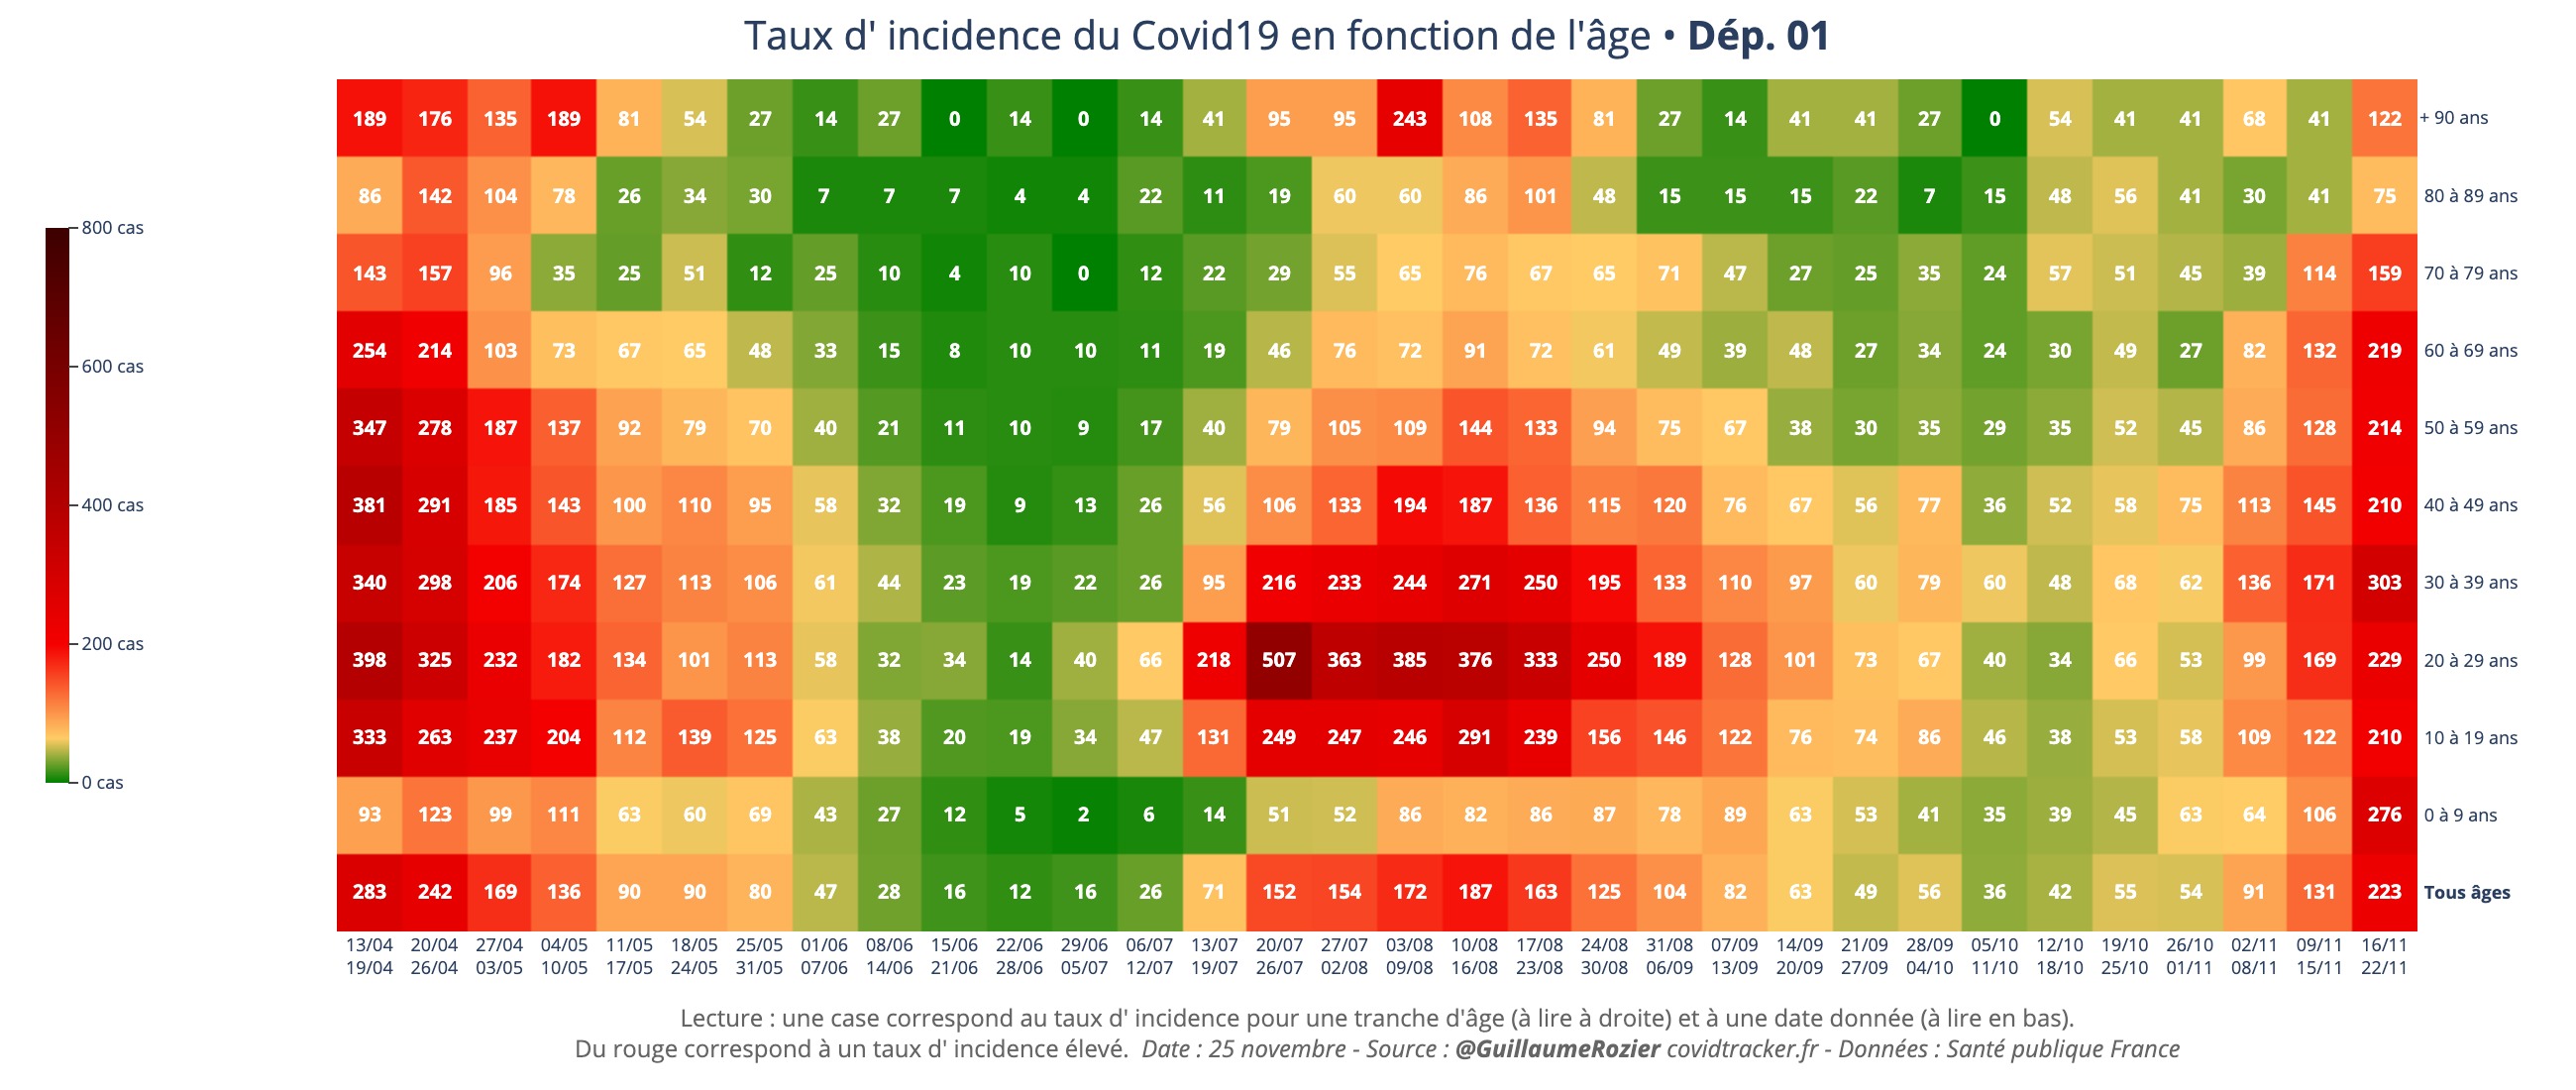 Taux d' incidence du Covid19 en fonction de l'âge • Dép. 01
189 176 135 189 81 54 27 14 27 0 14 0 14 41 95 95 243 108 135 81 27 14 41 41 27 0 54 41 41 68 41 122 + 90 ans
86 142 104 78 26 34 30 7 7 7 4 4 22 11 19 60 60 86 101 48 15 15 15 22 7 15 48 56 41 30 41 75 80 à 89 ans
800 cas
143 157 96 35 25 51 12 25 10 4 10 0 12 22 29 55 65 76 67 65 71 47 27 25 35 24 57 51 45 39 114 159 70 à 79 ans
254 214 103 73 67 65 48 33 15 8 10 10 11 19 46 76 72 91 72 61 49 39 48 27 34 24 30 49 27 82 132 219 60 à 69 ans
600 cas
347 278 187 137 92 79 70 40 21 11 10 9 17 40 79 105 109 144 133 94 75 67 38 30 35 29 35 52 45 86 128 214 50 à 59 ans
400 cas
381 291 185 143 100 110 95 58 32 19 9 13 26 56 106 133 194 187 136 115 120 76 67 56 77 36 52 58 75 113 145 210 40 à 49 ans
340 298 206 174 127 113 106 61 44 23 19 22 26 95 216 233 244 271 250 195 133 110 97 60 79 60 48 68 62 136 171 303 30 à 39 ans
200 cas
398 325 232 182 134 101 113 58 32 34 14 40 66 218 507 363 385 376 333 250 189 128 101 73 67 40 34 66 53 99 169 229 20 à 29 ans
333 263 237 204 112 139 125 63 38 20 19 34 47 131 249 247 246 291 239 156 146 122 76 74 86 46 38 53 58 109 122 210 10 à 19 ans
0 cas
93 123 99 111 63 60 69 43 27 12 5 2 6 14 51 52 86 82 86 87 78 89 63 53 41 35 39 45 63 64 106 276 0 à 9 ans
283 242 169 136 90 90 80 47 28 16 12 16 26 71 152 154 172 187 163 125 104 82 63 49 56 36 42 55 54 91 131 223 Tous âges
13/04 20/04 27/04 04/05 11/05 18/05 25/05 01/06 08/06 15/06 22/06 29/06 06/07 13/07 20/07 27/07 03/08 10/08 17/08 24/08 31/08 07/09 14/09 21/09 28/09 05/10 12/10 19/10 26/10 02/11 09/11 16/11
19/04 26/04 03/05 10/05 17/05 24/05 31/05 07/06 14/06 21/06 28/06 05/07 12/07 19/07 26/07 02/08 09/08 16/08 23/08 30/08 06/09 13/09 20/09 27/09 04/10 11/10 18/10 25/10 01/11 08/11 15/11 22/11
Lecture : une case correspond au taux d' incidence pour une tranche d'âge (à lire à droite) et à une date donnée (à lire en bas).
Du rouge correspond à un taux d' incidence élevé. Date : 25 novembre - Source : @GuillaumeRozier covidtracker.fr - Données : Santé publique France